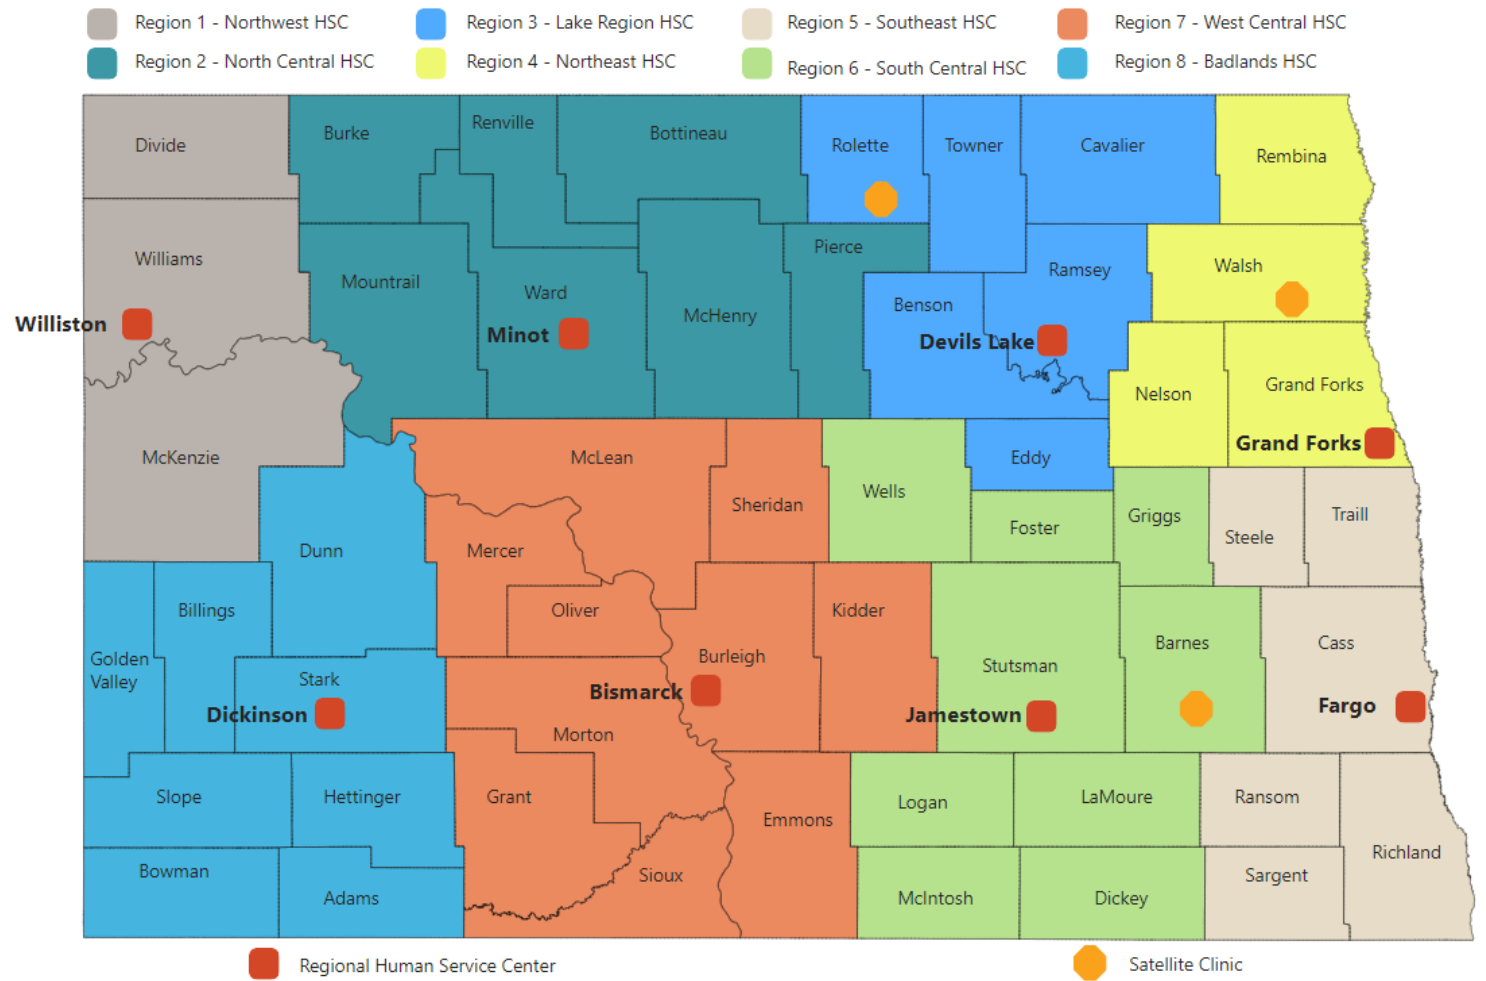 Region 1 - Northwest HSC
Region 3 - Lake Region HSC
Region 5 - Southeast HSC
Region 7 - West Central HSC
Region 2 - North Central HSC
Region 4 - Northeast HSC
Region 6 - South Central HSC
Region 8 - Badlands HSC
Divide
Burke
Renville
Bottineau
Rolette
Towner
Cavalier
Rembina
Williams
Mountrail
Ward
McHenry
Pierce
Benson
Ramsey
Walsh
Williston
Minot
Devils Lake
Nelson
Grand Forks
Grand Forks
McKenzie
McLean
Sheridan
Wells
Eddy
Foster
Griggs
Steele
Traill
Dunn
Mercer
Oliver
Billings
Golden
Valley
Stark
Dickinson
Bismarck
Burleigh
Kidder
Stutsman
Jamestown
Barnes
Cass
Fargo
Morton
Slope
Hettinger
Grant
Emmons
Logan
LaMoure
Ransom
Richland
Bowman
Adams
Sioux
McIntosh
Dickey
Sargent
Regional Human Service Center
Satellite Clinic